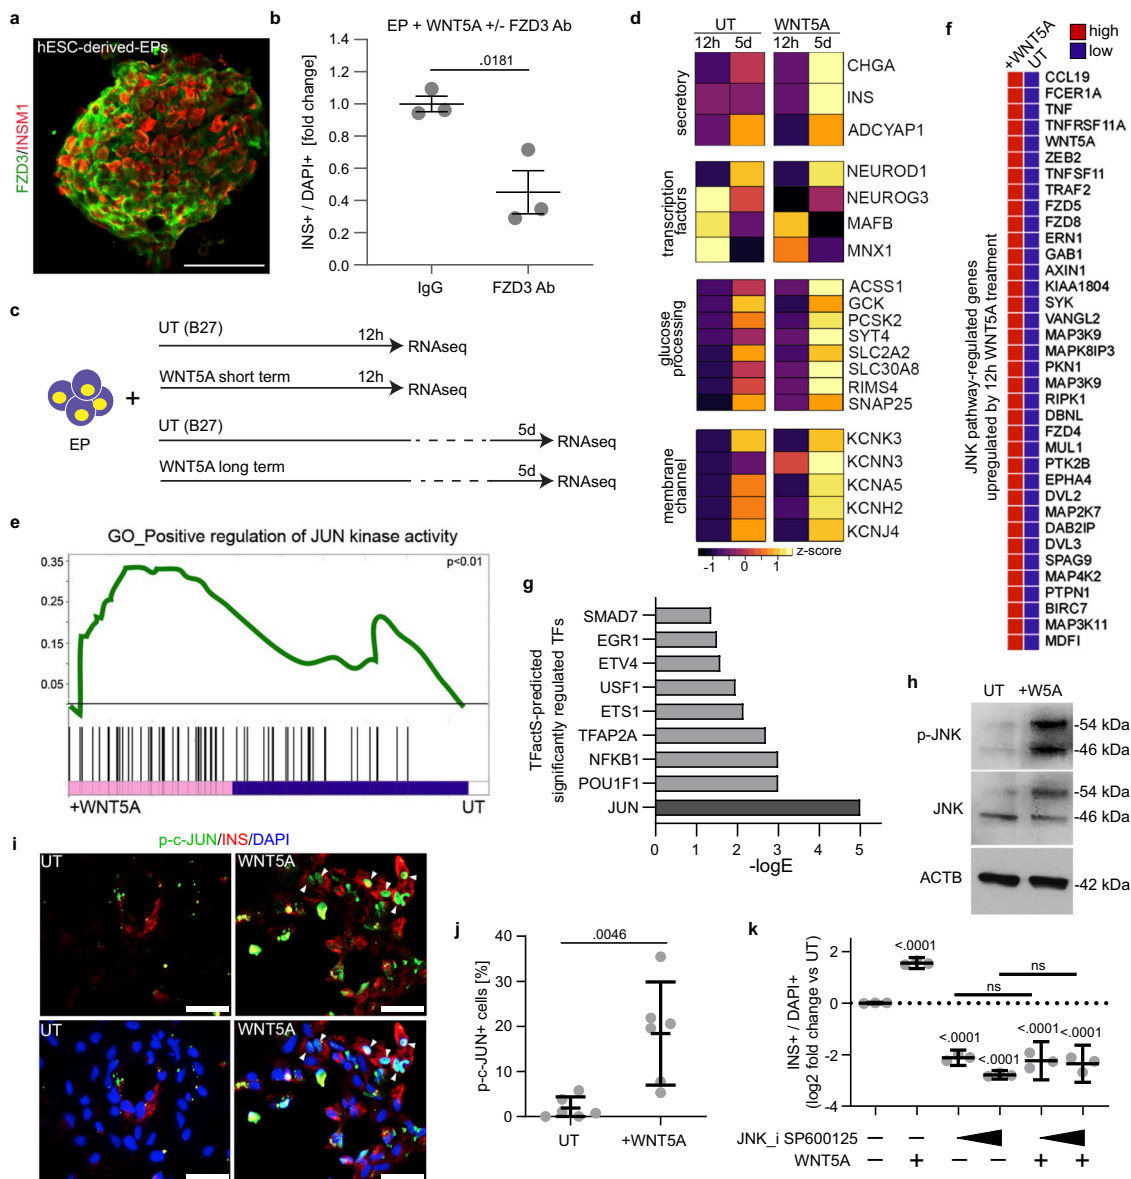 a
hESC-derived-EPs
FZD3/INSM1
b
EP + WNT5A +/- FZD3 Ab
.0181
INS+ / DAPI+ [fold change]
1.4
1.2
1.0
0.8
0.6
0.4
0.2
0.0
IgG
FZD3 Ab
c
EP
+
UT (B27)
12h
RNAseq
WNT5A short term
12h
RNAseq
UT (B27)
5d
RNAseq
WNT5A long term
5d
RNAseq
d
UT
WNT5A
12h 5d
12h 5d
secretory
CHGA
INS
ADCYAP1
transcription factors
NEUROD1
NEUROG3
MAFB
MNX1
glucose processing
ACSS1
GCK
PCSK2
SYT4
SLC2A2
SLC30A8
RIMS4
SNAP25
membrane channel
KCNK3
KCNN3
KCNA5
KCNH2
KCNJ4
z-score
-1 0 1
e
GO_Positive regulation of JUN kinase activity
p<0.01
0.35
0.25
0.15
0.05
+WNT5A
UT
f
high
low
+WNT5A
UT
JNK pathway-regulated genes
upregulated by 12h WNT5A treatment
CCL19
FCER1A
TNF
TNFRSF11A
WNT5A
ZEB2
TNFSF11
TRAF2
FZD5
FZD8
ERN1
GAB1
AXIN1
KIAA1804
SYK
VANGL2
MAP3K9
MAPK8IP3
PKN1
MAP3K9
RIPK1
DBNL
FZD4
MUL1
PTK2B
EPHA4
DVL2
MAP2K7
DAB2IP
DVL3
SPAG9
MAP4K2
PTPN1
BIRC7
MAP3K11
MDFI
g
TFactS-predicted
significantly regulated TFs
SMAD7
EGR1
ETV4
USF1
ETS1
TFAP2A
NFKB1
POU1F1
JUN
0 1 2 3 4 5
-logE
h
UT +W5A
p-JNK
-54 kDa
-46 kDa
JNK
-54 kDa
-46 kDa
ACTB
-42 kDa
i
p-c-JUN/INS/DAPI
UT
WNT5A
UT
WNT5A
j
.0046
p-c-JUN+ cells [%]
40
30
20
10
0
UT
+WNT5A
k
INS+ / DAPI+
(log2 fold change vs UT)
2
0
-2
-4
<.0001
ns
ns
<.0001
<.0001
<.0001
<.0001
JNK_i SP600125 — —
WNT5A — + — — + +